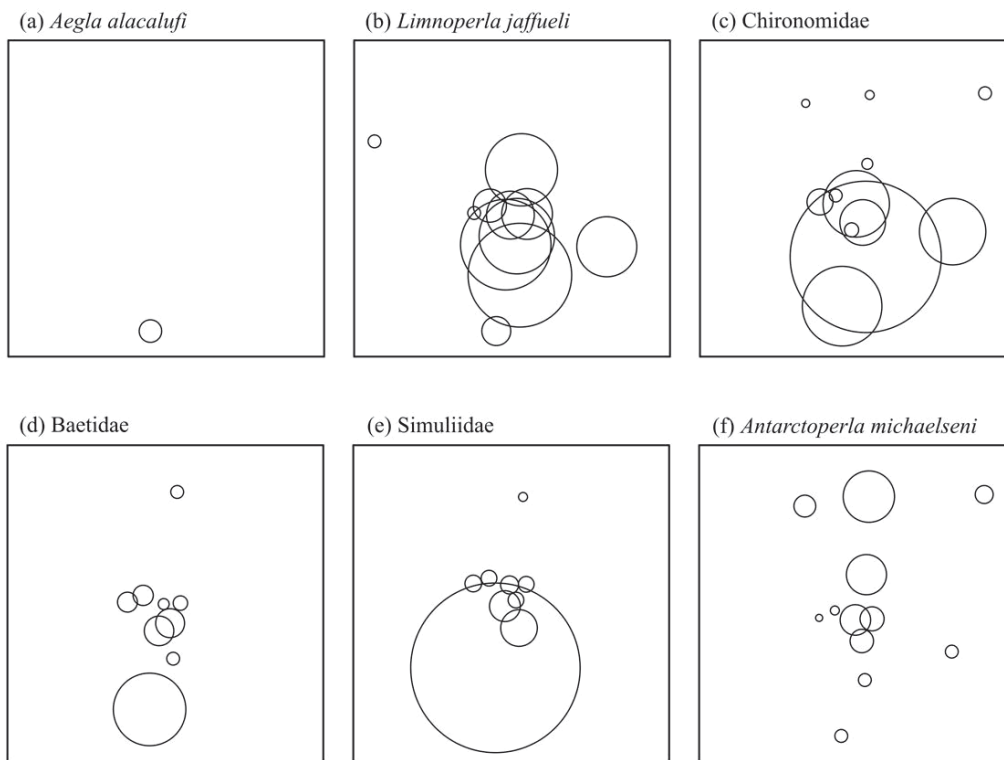 (a) Aegla alacalufi
(b) Limnoperla jaffueli
(c) Chironomidae
(d) Baetidae
(e) Simuliidae
(f) Antarctoperla michaelseni